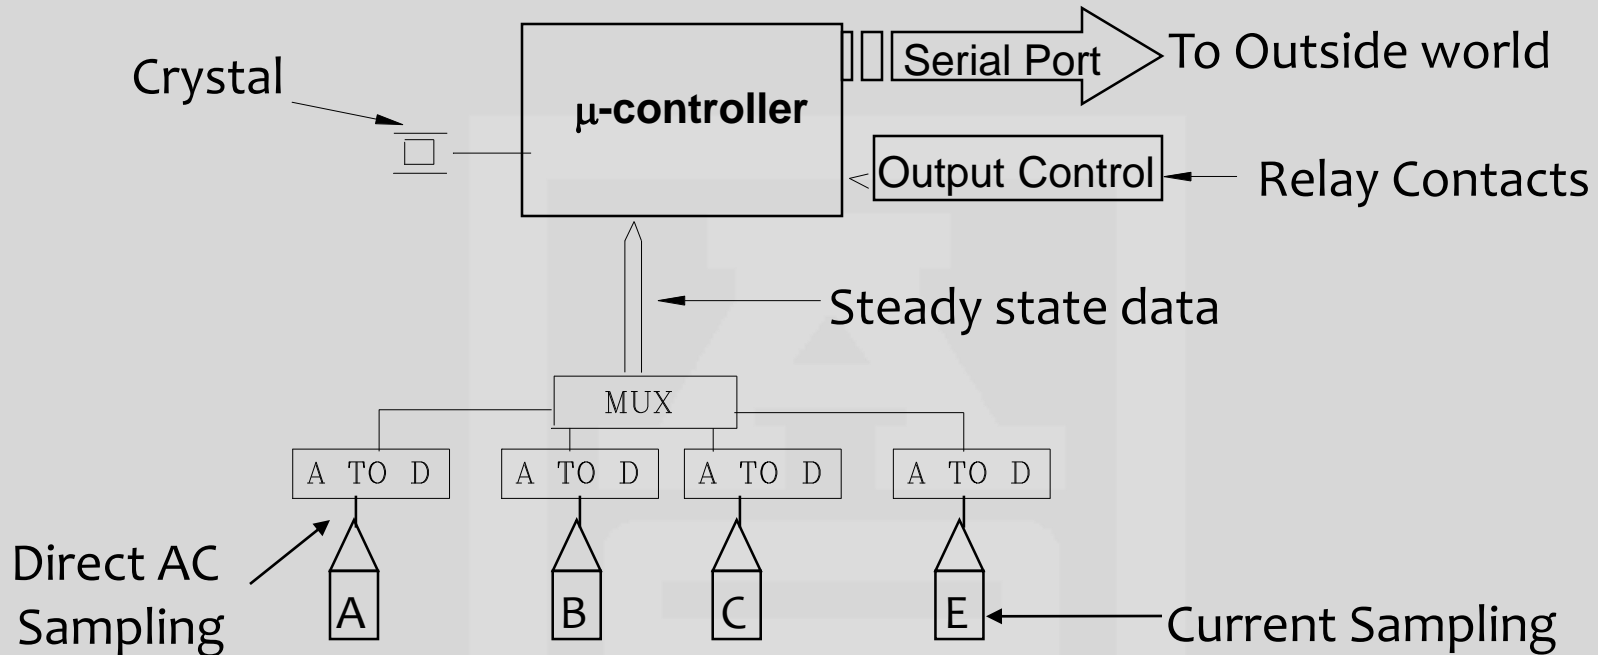 Crystal
μ-controller
Serial Port
To Outside world
Output Control
Relay Contacts
Steady state data
MUX
A TO D
A TO D
A TO D
A TO D
Direct AC
Sampling
A
B
C
E
Current Sampling